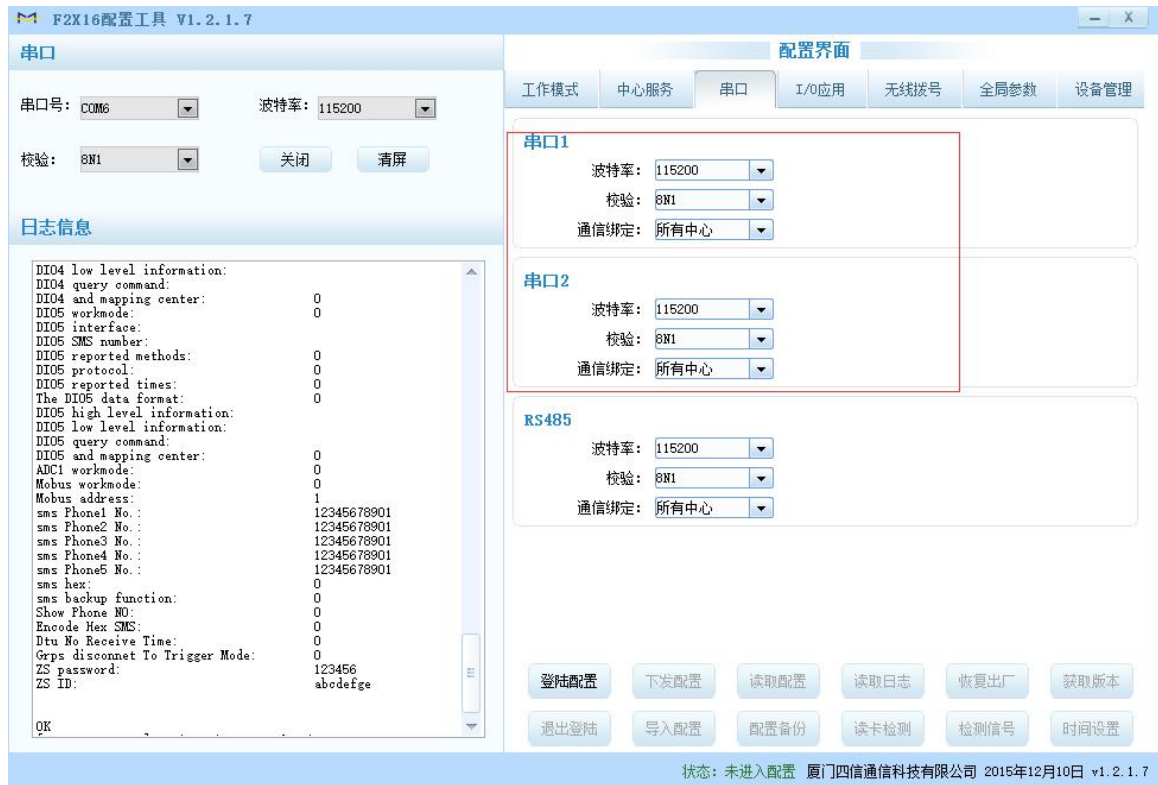 F2X16配置工具 V1.2.1.7
— X
串口
串口号： COM6 波特率： 115200
校验： 8N1 关闭 清屏
日志信息
DIO4 low level information:
DIO4 query command:
DIO4 and mapping center: 0
DIO5 workmode: 0
DIO5 interface:
DIO5 SMS number:
DIO5 reported methods: 0
DIO5 protocol: 0
DIO5 reported times: 0
The DIO5 data format: 0
DIO5 high level information:
DIO5 low level information:
DIO5 query command:
DIO5 and mapping center: 0
ADC1 workmode: 0
Mobus workmode: 0
Mobus address: 1
sms Phone1 No.: 12345678901
sms Phone2 No.: 12345678901
sms Phone3 No.: 12345678901
sms Phone4 No.: 12345678901
sms Phone5 No.: 12345678901
sms hex: 0
sms backup function: 0
Show Phone NO: 0
Encode Hex SMS: 0
Dtu No Receive Time: 0
Grps disconnet To Trigger Mode: 0
ZS password: 123456
ZS ID: abcdefge
OK
配置界面
工作模式 中心服务 串口 I/O应用 无线拨号 全局参数 设备管理
串口1
波特率： 115200
校验： 8N1
通信绑定： 所有中心
串口2
波特率： 115200
校验： 8N1
通信绑定： 所有中心
RS485
波特率： 115200
校验： 8N1
通信绑定： 所有中心
登陆配置 下发配置 读取配置 读取日志 恢复出厂 获取版本
退出登陆 导入配置 配置备份 读卡检测 检测信号 时间设置
状态：未进入配置 厦门四信通信科技有限公司 2015年12月10日 v1.2.1.7